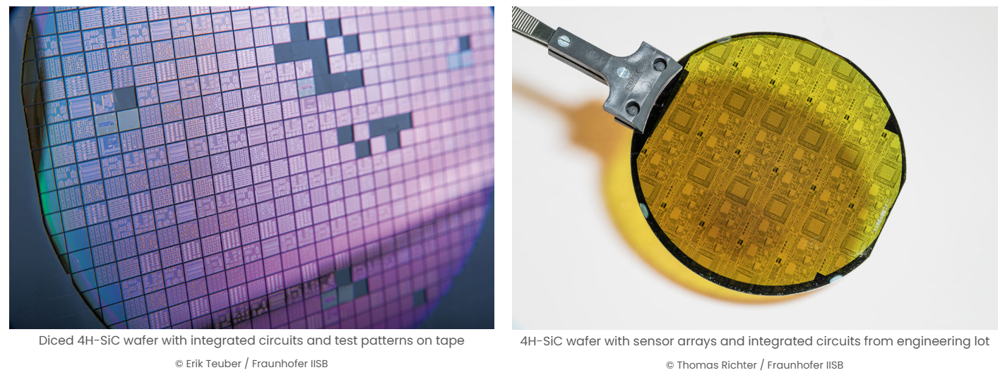 Diced 4H-SiC wafer with integrated circuits and test patterns on tape
© Erik Teuber / Fraunhofer IISB
4H-SiC wafer with sensor arrays and integrated circuits from engineering lot
© Thomas Richter / Fraunhofer IISB